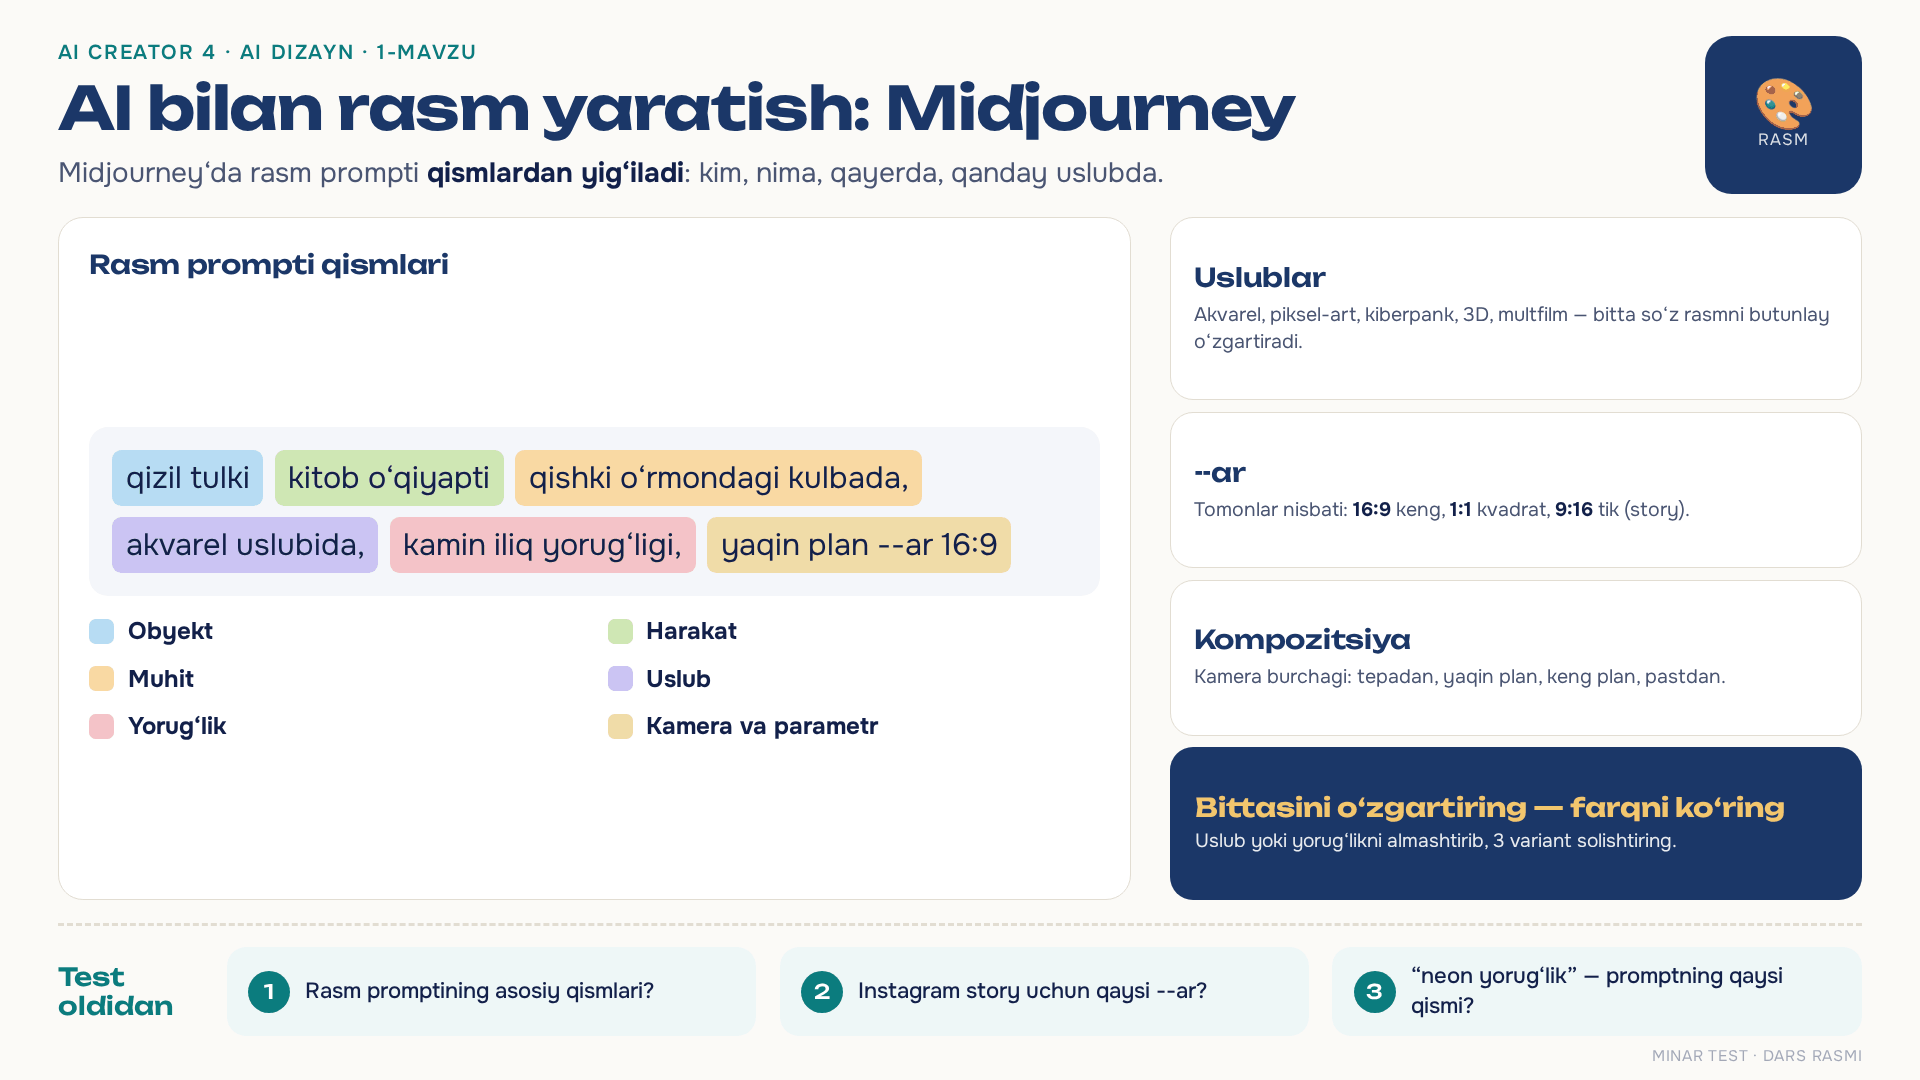 AI CREATOR 4 · AI DIZAYN · 1-MAVZU
AI bilan rasm yaratish: Midjourney
Midjourney‘da rasm prompti qismlardan yig‘iladi: kim, nima, qayerda, qanday uslubda.
RASM
Rasm prompti qismlari
qizil tulki kitob o‘qiyapti qishki o‘rmondagi kulbada,
akvarel uslubida, kamin iliq yorug‘ligi, yaqin plan --ar 16:9
Obyekt Harakat
Muhit Uslub
Yorug‘lik Kamera va parametr
Uslublar
Akvarel, piksel-art, kiberpank, 3D, multfilm — bitta so‘z rasmni butunlay
o‘zgartiradi.
--ar
Tomonlar nisbati: 16:9 keng, 1:1 kvadrat, 9:16 tik (story).
Kompozitsiya
Kamera burchagi: tepadan, yaqin plan, keng plan, pastdan.
Bittasini o‘zgartiring — farqni ko‘ring
Uslub yoki yorug‘likni almashtirib, 3 variant solishtiring.
Test
oldidan
1 Rasm promptining asosiy qismlari?
2 Instagram story uchun qaysi --ar?
3 “neon yorug‘lik” — promptning qaysi
qismi?
MINAR TEST · DARS RASMI